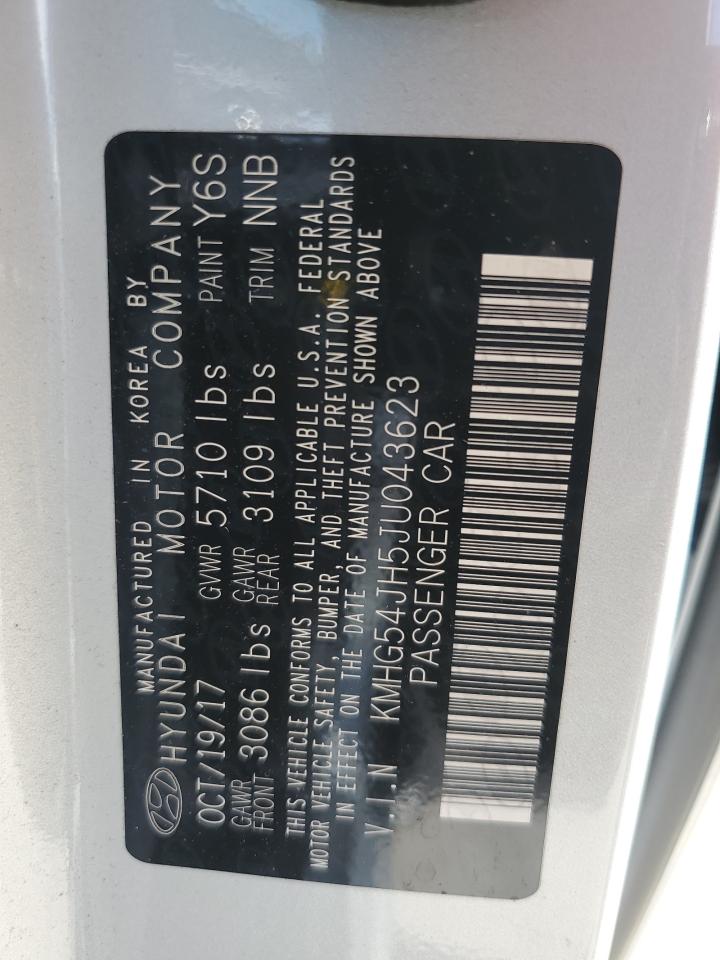 MANUFACTURED IN KOREA BY
HYUNDAI MOTOR COMPANY
OCT/19/17 GVWR 5710 lbs PAINT Y6S
GAWR FRONT 3086 lbs GAWR REAR 3109 lbs TRIM NNB
THIS VEHICLE CONFORMS TO ALL APPLICABLE U.S.A. FEDERAL
MOTOR VEHICLE SAFETY, BUMPER, AND THEFT PREVENTION STANDARDS
IN EFFECT ON THE DATE OF MANUFACTURE SHOWN ABOVE
V.I.N KMHG54JH5JU043623
PASSENGER CAR